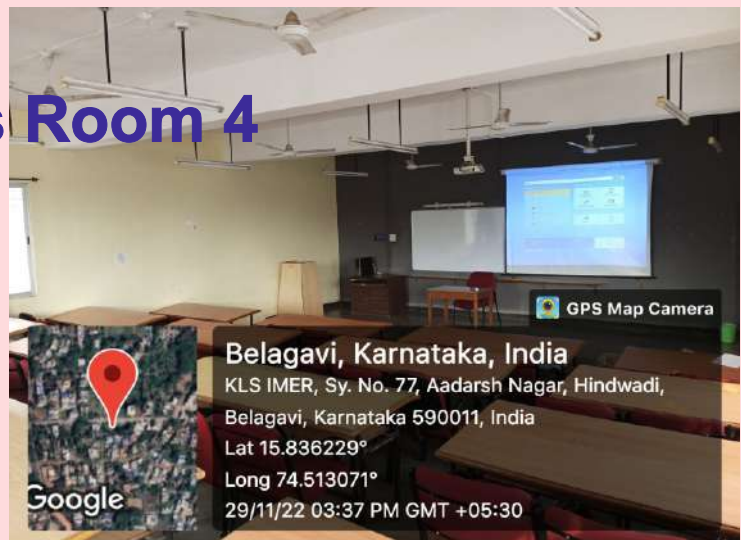 s Room 4
GPS Map Camera
Belagavi, Karnataka, India
KLS IMER, Sy. No. 77, Aadarsh Nagar, Hindwadi,
Belagavi, Karnataka 590011, India
Lat 15.836229°
Long 74.513071°
29/11/22 03:37 PM GMT +05:30
Google